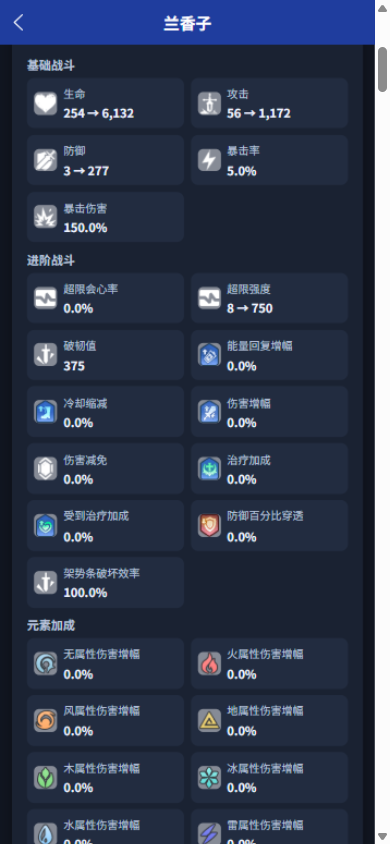 兰香子
基础战斗
生命
254 → 6,132
攻击
56 → 1,172
防御
3 → 277
暴击率
5.0%
暴击伤害
150.0%
进阶战斗
超限会心率
0.0%
超限强度
8 → 750
破韧值
375
能量回复增幅
0.0%
冷却缩减
0.0%
伤害增幅
0.0%
伤害减免
0.0%
治疗加成
0.0%
受到治疗加成
0.0%
防御百分比穿透
0.0%
架势条破坏效率
100.0%
元素加成
无属性伤害增幅
0.0%
火属性伤害增幅
0.0%
风属性伤害增幅
0.0%
地属性伤害增幅
0.0%
木属性伤害增幅
0.0%
冰属性伤害增幅
0.0%
水属性伤害增幅
0.0%
雷属性伤害增幅
0.0%